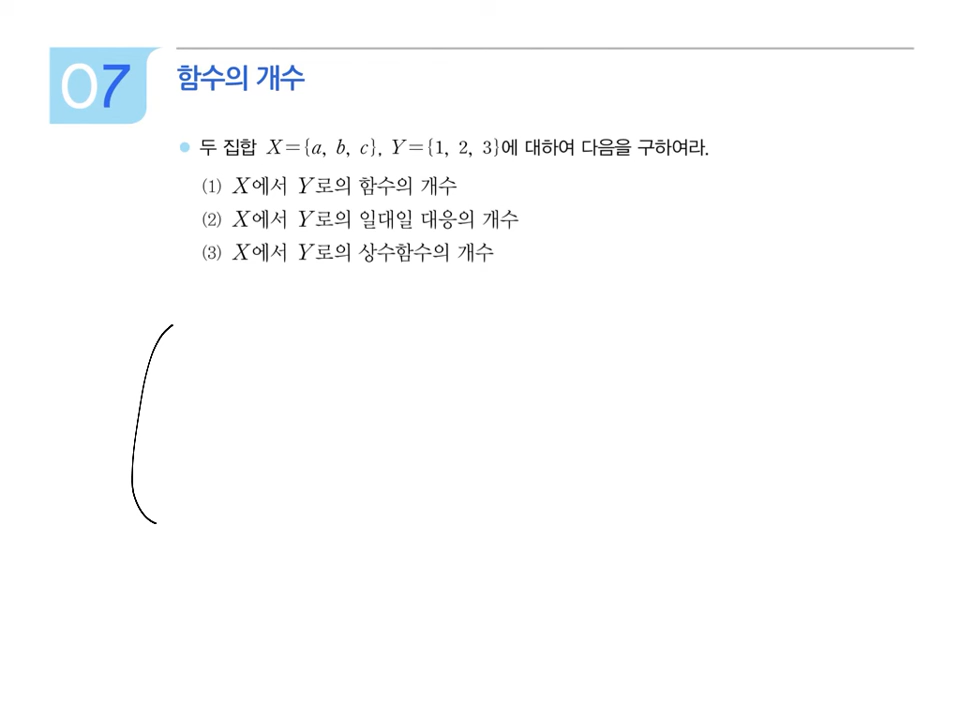 07
함수의 개수
두 집합 X={a, b, c}, Y={1, 2, 3}에 대하여 다음을 구하여라.
(1) X에서 Y로의 함수의 개수
(2) X에서 Y로의 일대일 대응의 개수
(3) X에서 Y로의 상수함수의 개수